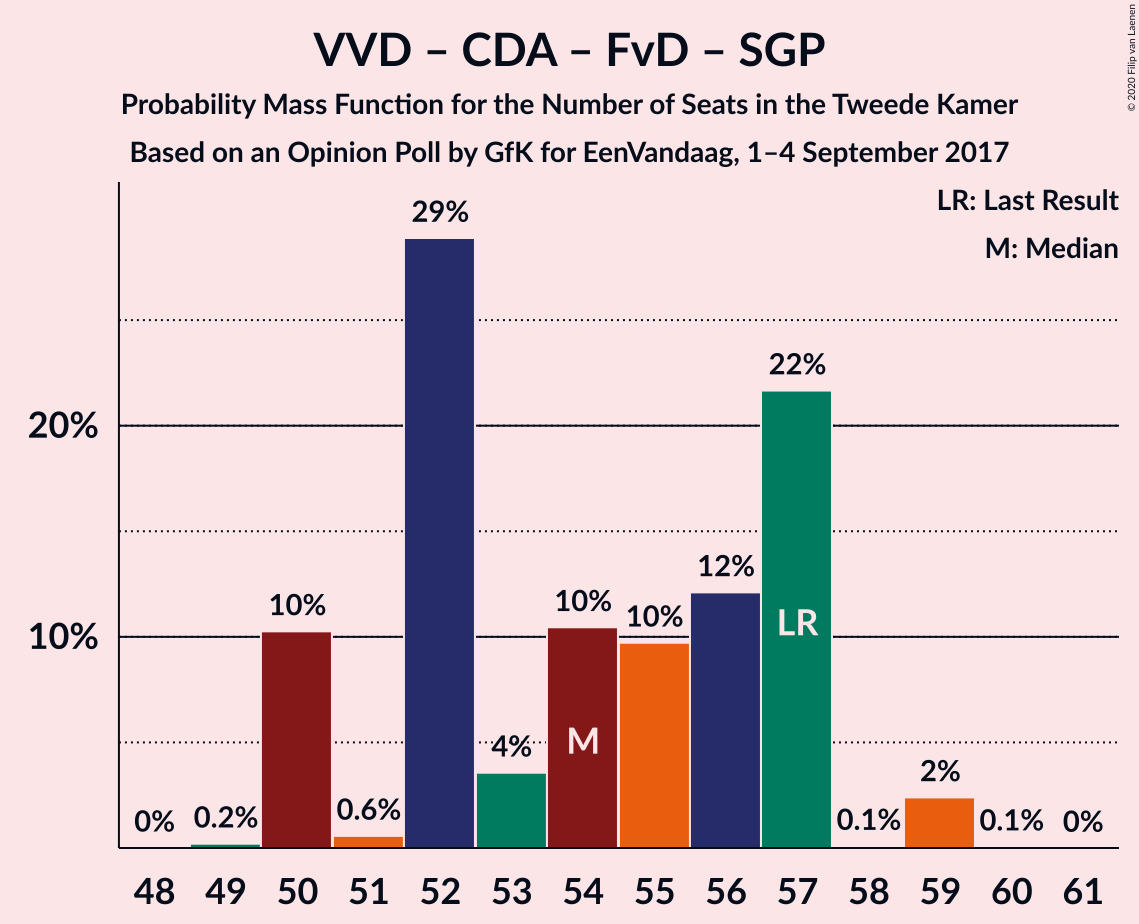 VVD – CDA – FvD – SGP
Probability Mass Function for the Number of Seats in the Tweede Kamer
Based on an Opinion Poll by GfK for EenVandaag, 1–4 September 2017
© 2020 Filip van Laenen
LR: Last Result
M: Median
29%
22%
20%
12%
10%
10%
10%
10%
LR
M
4%
2%
0%
0.2%
0.6%
0.1%
0.1%
0%
48 49 50 51 52 53 54 55 56 57 58 59 60 61